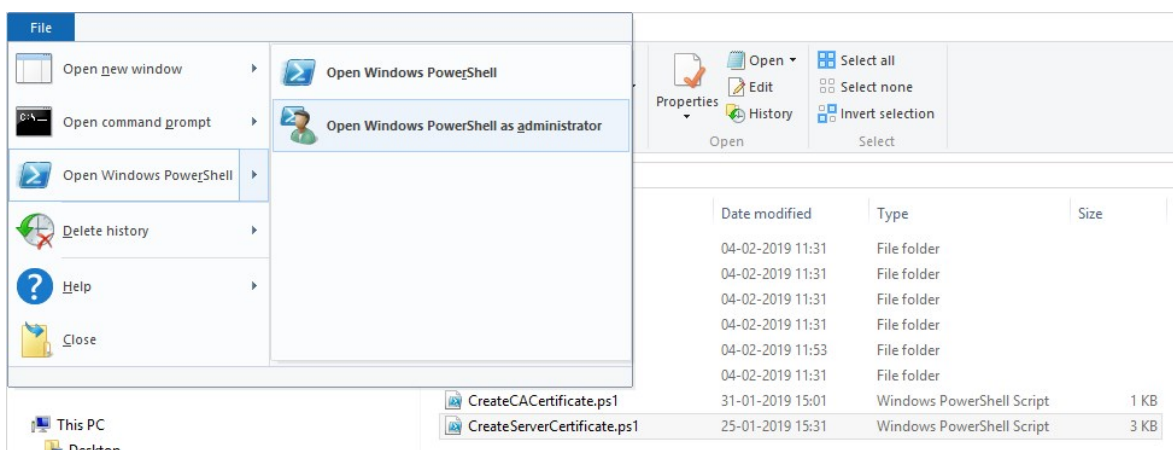 File
Open new window
Open command prompt
Open Windows PowerShell
Delete history
Help
Close
Open Windows PowerShell
Open Windows PowerShell as administrator
Properties
Open
Edit
History
Open
Select all
Select none
Invert selection
Select
Date modified Type Size
04-02-2019 11:31 File folder
04-02-2019 11:31 File folder
04-02-2019 11:31 File folder
04-02-2019 11:31 File folder
04-02-2019 11:53 File folder
04-02-2019 11:31 File folder
CreateCACertificate.ps1 31-01-2019 15:01 Windows PowerShell Script 1 KB
CreateServerCertificate.ps1 25-01-2019 15:31 Windows PowerShell Script 3 KB
This PC
Desktop